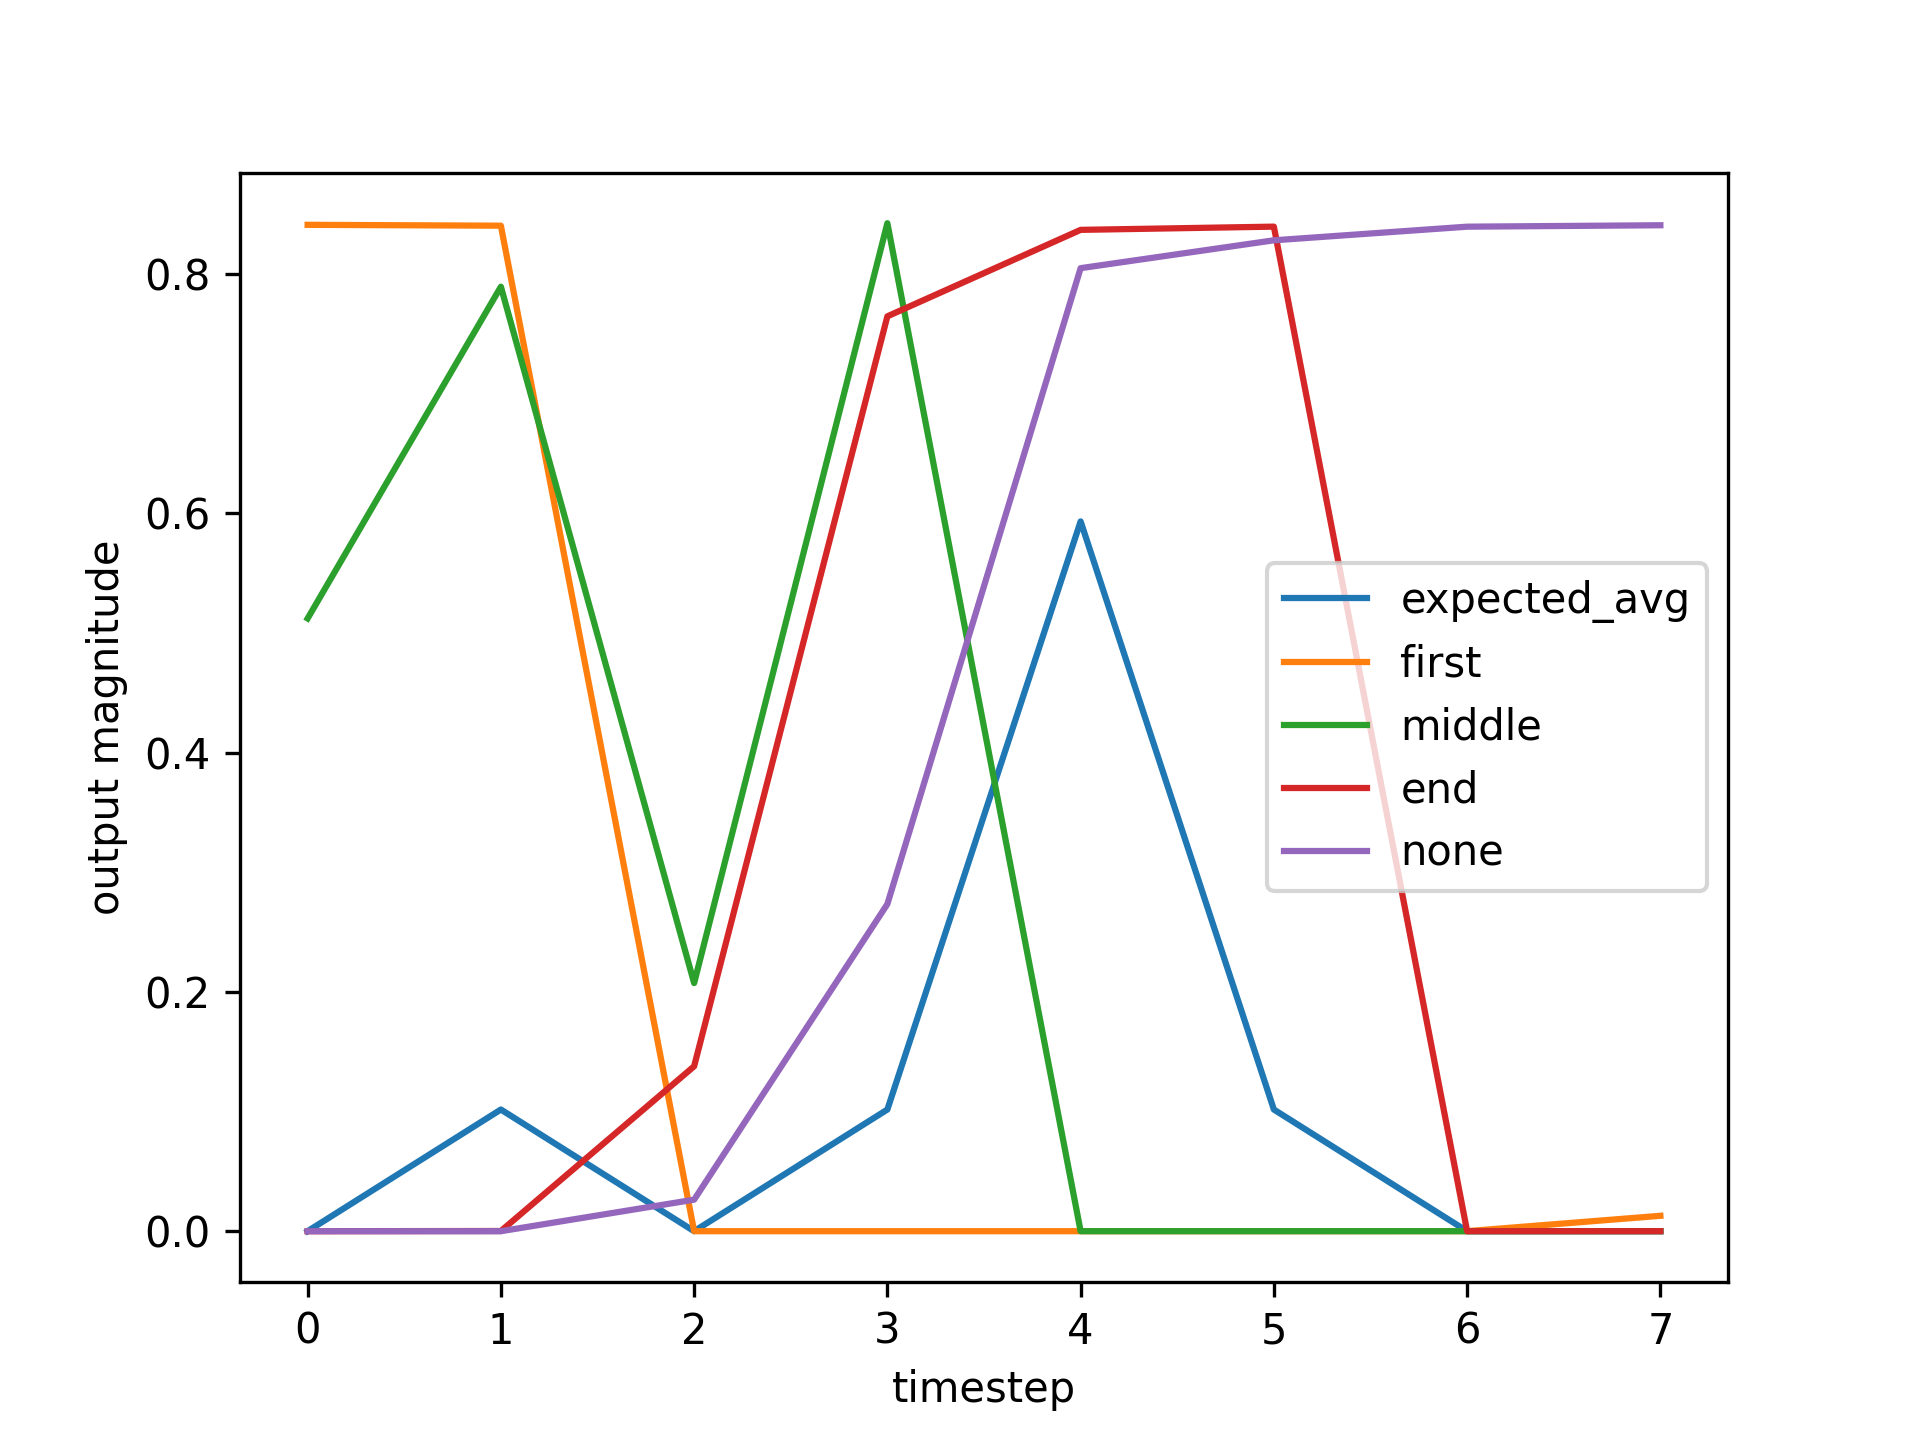 0.8
0.6
0.4
0.2
0.0
output magnitude
0 1 2 3 4 5 6 7
timestep
expected_avg
first
middle
end
none